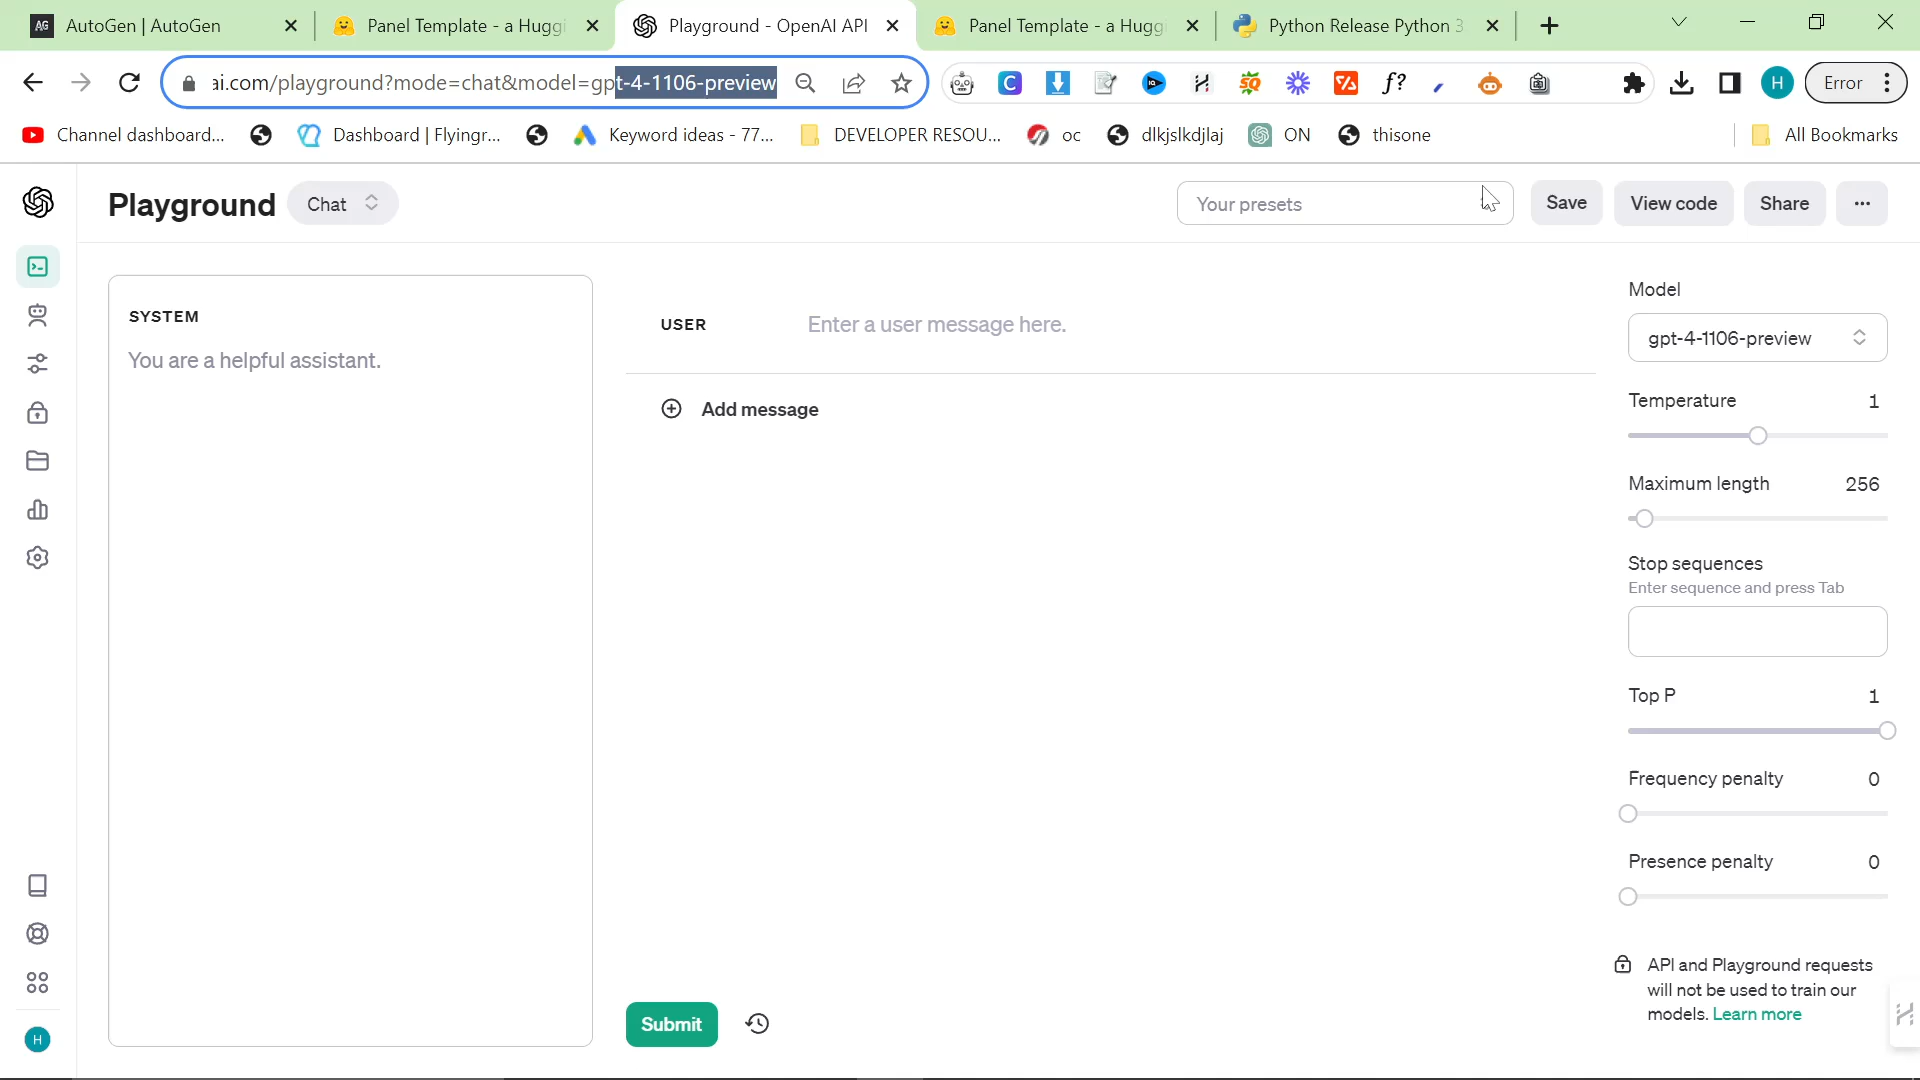 AG AutoGen | AutoGen
Panel Template - a Huggi
Playground - OpenAI API
Panel Template - a Huggi
Python Release Python 3
ai.com/playground?mode=chat&model=gpt-4-1106-preview
H
Error
Channel dashboard...
Dashboard | Flyingr...
Keyword ideas - 77...
DEVELOPER RESOU...
oc
dlkjslkdjlaj
ON
thisone
All Bookmarks
Playground
Chat
Your presets
Save
View code
Share
...
SYSTEM
You are a helpful assistant.
USER
Enter a user message here.
Add message
Model
gpt-4-1106-preview
Temperature 1
Maximum length 256
Stop sequences
Enter sequence and press Tab
Top P 1
Frequency penalty 0
Presence penalty 0
API and Playground requests
will not be used to train our
models. Learn more
Submit
H